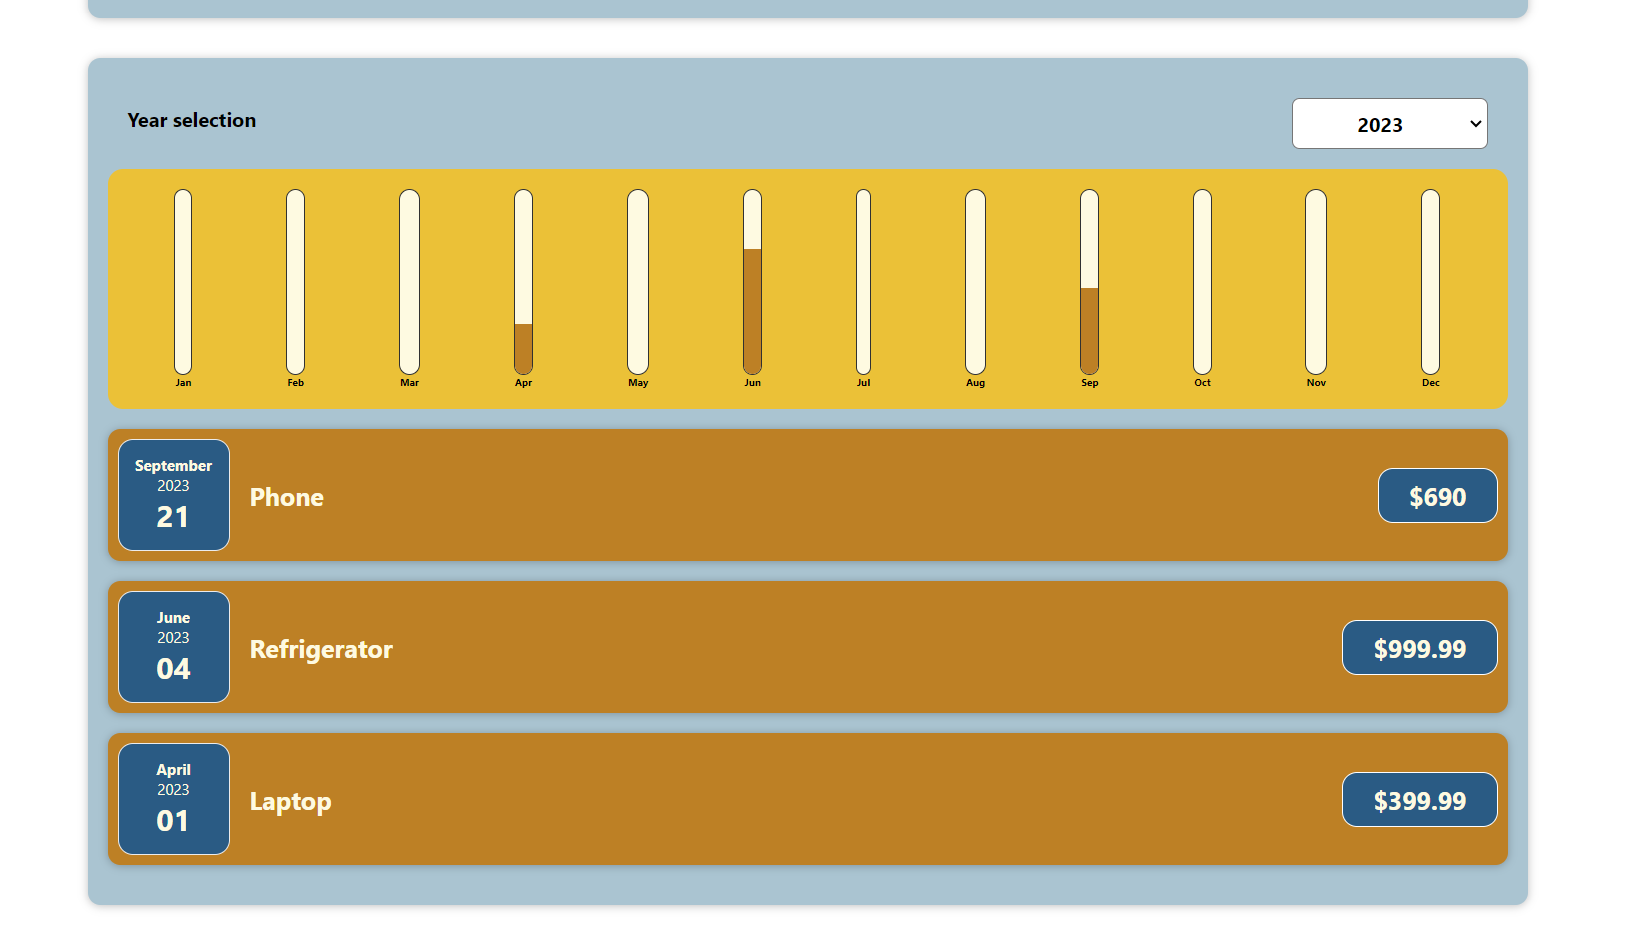 Year selection
2023
Jan Feb Mar Apr May Jun Jul Aug Sep Oct Nov Dec
September
2023
21
Phone
$690
June
2023
04
Refrigerator
$999.99
April
2023
01
Laptop
$399.99